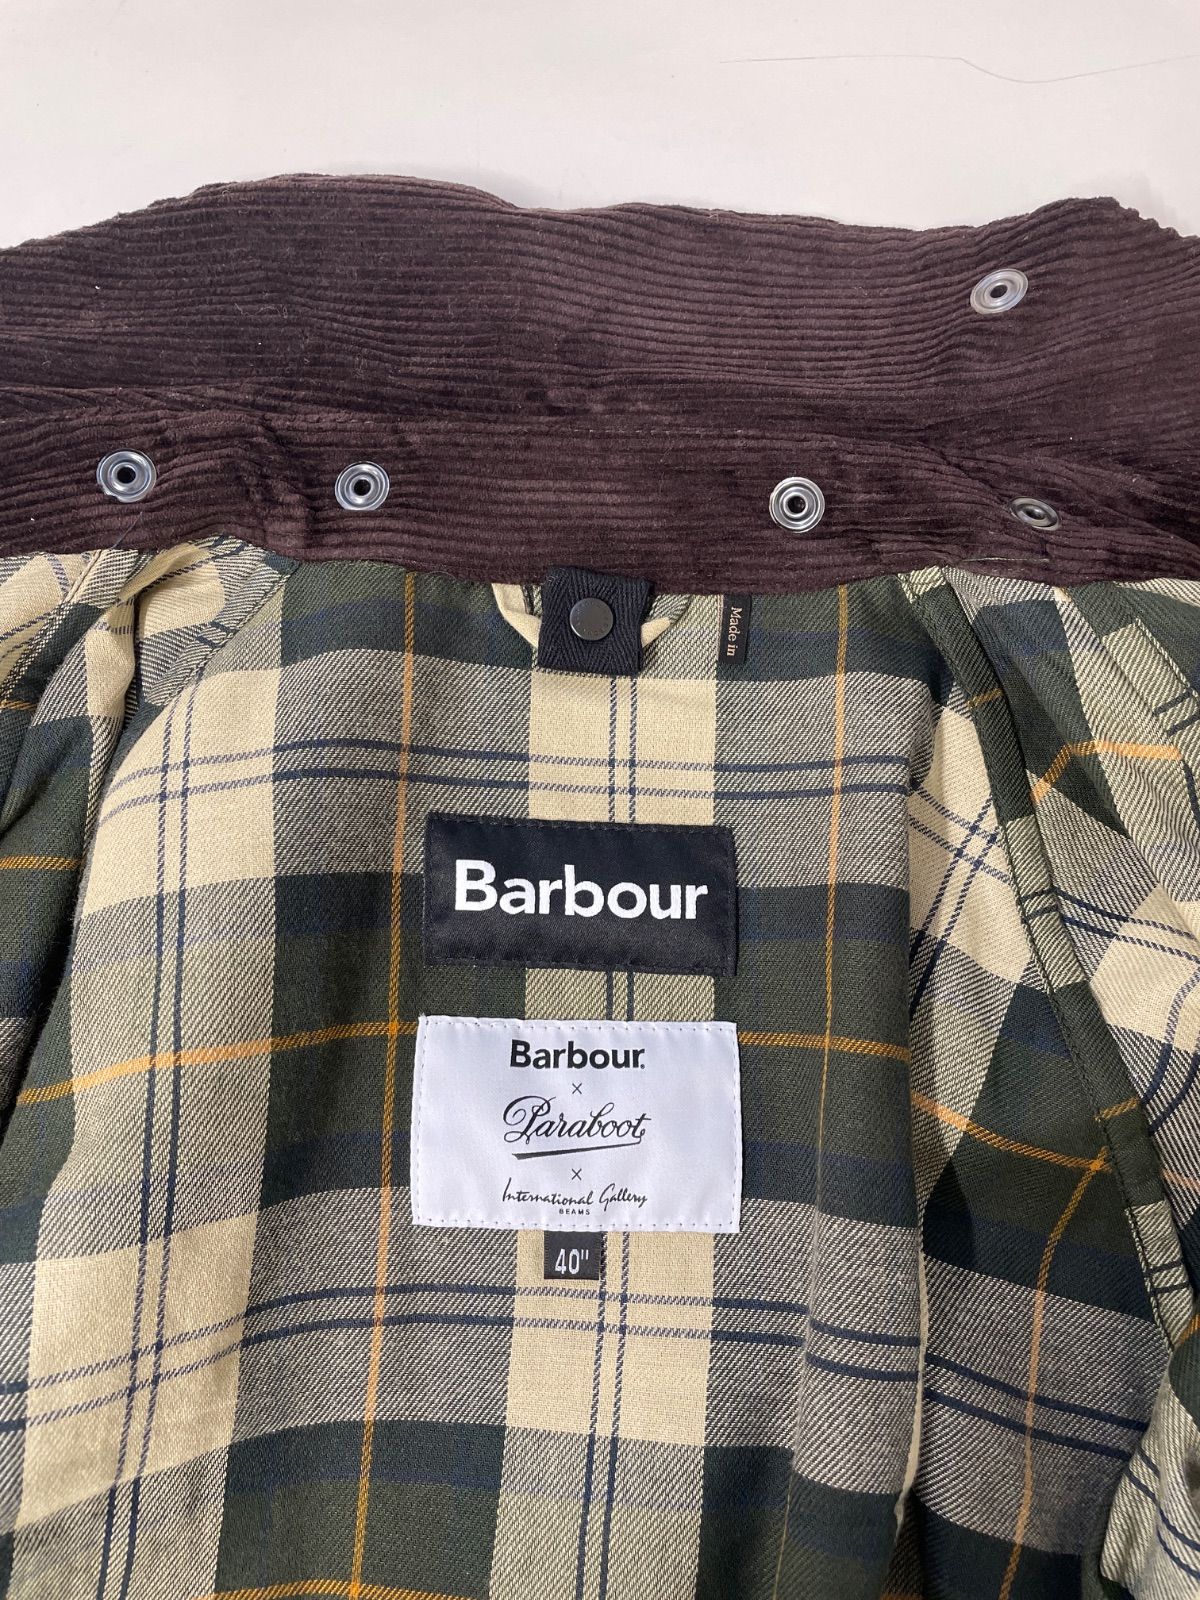 Made in
Barbour
Barbour.
×
Paraboot
×
International Gallery
BEAMS
40"